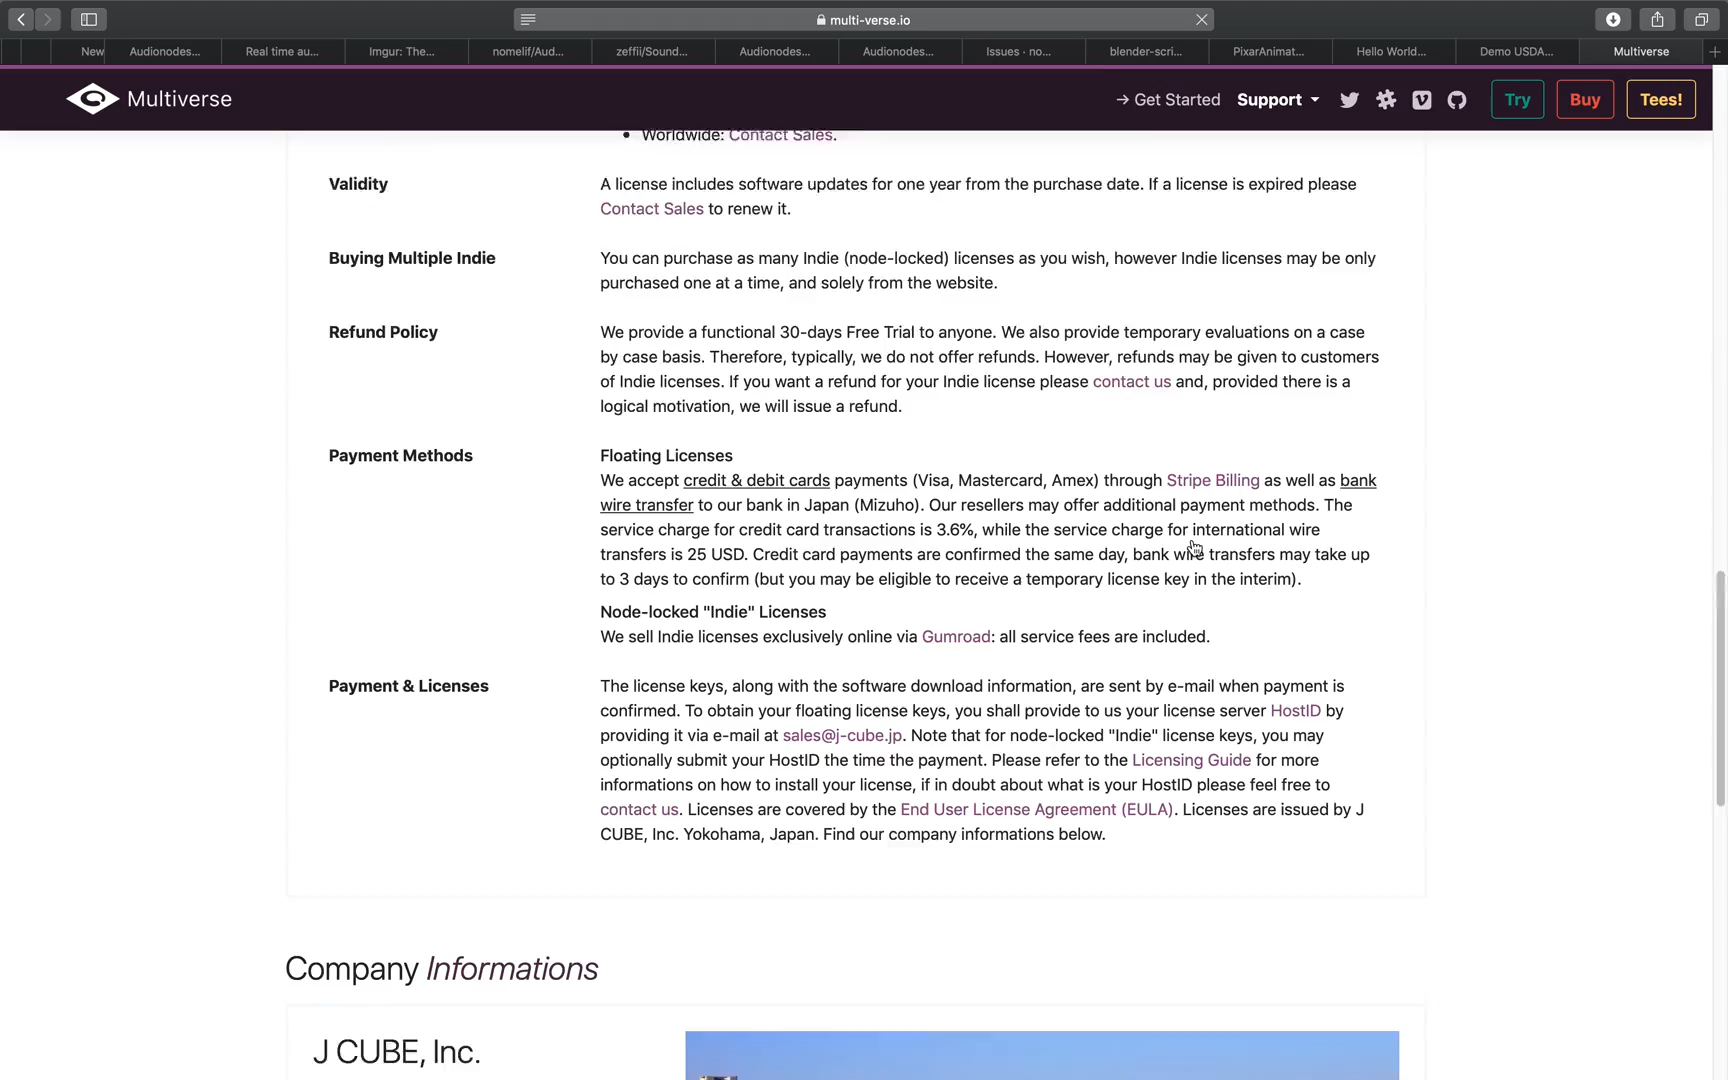 multi-verse.io
New
Audionodes...
Real time au...
Imgur: The...
nomelif/Aud...
zeffii/Sound...
Audionodes...
Audionodes...
Issues · no...
blender-scri...
PixarAnimat...
Hello World...
Demo USDA...
Multiverse
Multiverse
→ Get Started
Support
Try
Buy
Tees!
• Worldwide: Contact Sales.
Validity
A license includes software updates for one year from the purchase date. If a license is expired please
Contact Sales to renew it.
Buying Multiple Indie
You can purchase as many Indie (node-locked) licenses as you wish, however Indie licenses may be only
purchased one at a time, and solely from the website.
Refund Policy
We provide a functional 30-days Free Trial to anyone. We also provide temporary evaluations on a case
by case basis. Therefore, typically, we do not offer refunds. However, refunds may be given to customers
of Indie licenses. If you want a refund for your Indie license please contact us and, provided there is a
logical motivation, we will issue a refund.
Payment Methods
Floating Licenses
We accept credit & debit cards payments (Visa, Mastercard, Amex) through Stripe Billing as well as bank
wire transfer to our bank in Japan (Mizuho). Our resellers may offer additional payment methods. The
service charge for credit card transactions is 3.6%, while the service charge for international wire
transfers is 25 USD. Credit card payments are confirmed the same day, bank wire transfers may take up
to 3 days to confirm (but you may be eligible to receive a temporary license key in the interim).
Node-locked "Indie" Licenses
We sell Indie licenses exclusively online via Gumroad: all service fees are included.
Payment & Licenses
The license keys, along with the software download information, are sent by e-mail when payment is
confirmed. To obtain your floating license keys, you shall provide to us your license server HostID by
providing it via e-mail at sales@j-cube.jp. Note that for node-locked "Indie" license keys, you may
optionally submit your HostID the time the payment. Please refer to the Licensing Guide for more
informations on how to install your license, if in doubt about what is your HostID please feel free to
contact us. Licenses are covered by the End User License Agreement (EULA). Licenses are issued by J
CUBE, Inc. Yokohama, Japan. Find our company informations below.
Company Informations
J CUBE, Inc.